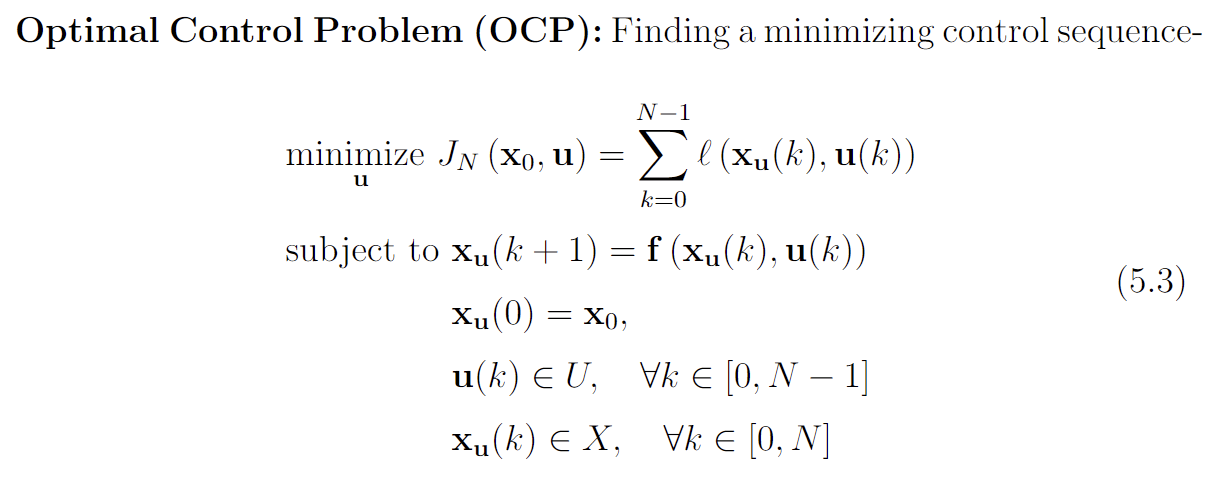 Optimal Control Problem (OCP): Finding a minimizing control sequence-
minimize J_N (x_0, u) = ∑_{k=0}^{N−1} ℓ (x_u(k), u(k))
u
subject to x_u(k + 1) = f (x_u(k), u(k))
x_u(0) = x_0,
(5.3)
u(k) ∈ U, ∀k ∈ [0, N − 1]
x_u(k) ∈ X, ∀k ∈ [0, N]